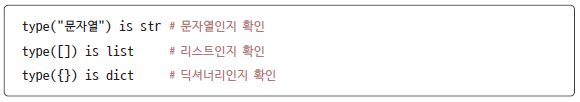 type("문자열") is str # 문자열인지 확인
type([]) is list # 리스트인지 확인
type({}) is dict # 딕셔너리인지 확인